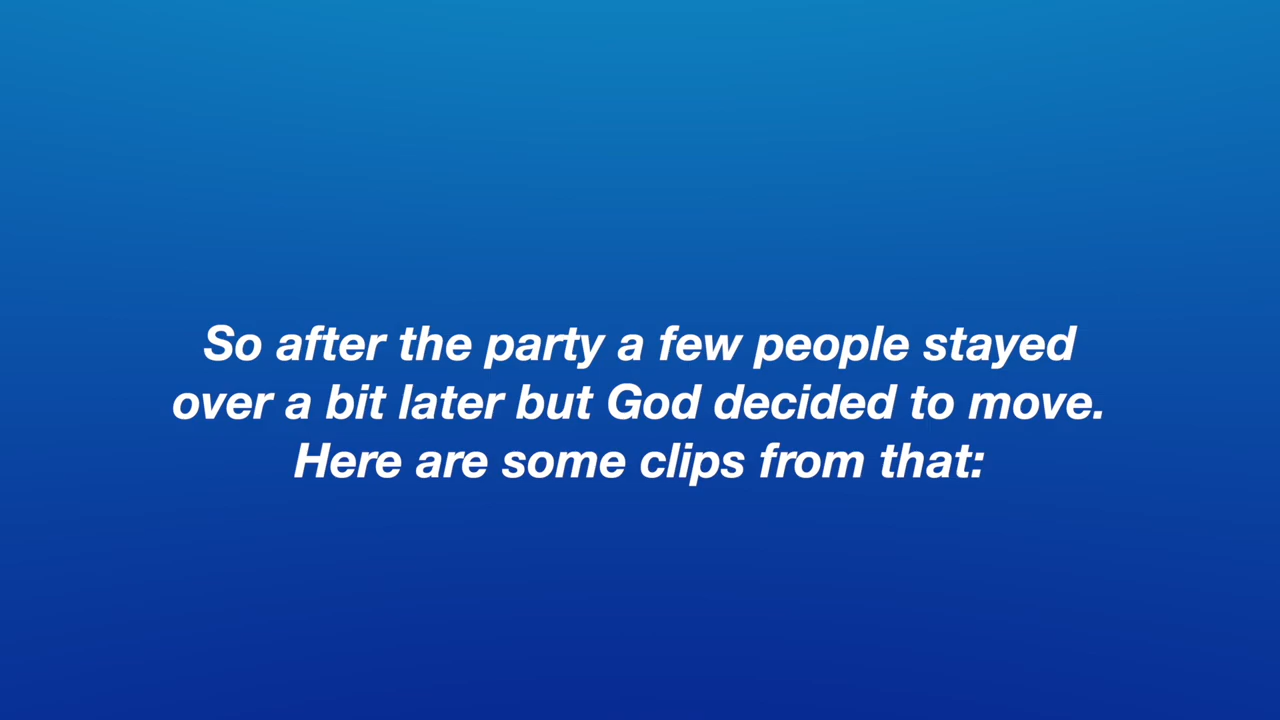 So after the party a few people stayed
over a bit later but God decided to move.
Here are some clips from that: